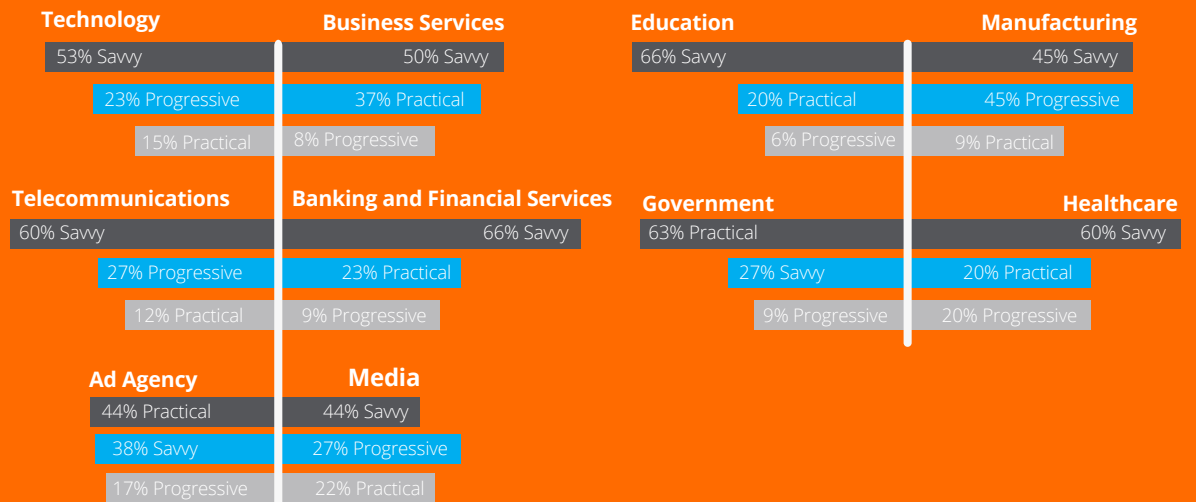 Technology
53% Savvy
23% Progressive
15% Practical
Business Services
50% Savvy
37% Practical
8% Progressive
Education
66% Savvy
20% Practical
6% Progressive
Manufacturing
45% Savvy
45% Progressive
9% Practical
Telecommunications
60% Savvy
27% Progressive
12% Practical
Banking and Financial Services
66% Savvy
23% Practical
9% Progressive
Government
63% Practical
27% Savvy
9% Progressive
Healthcare
60% Savvy
20% Practical
20% Progressive
Ad Agency
44% Practical
38% Savvy
17% Progressive
Media
44% Savvy
27% Progressive
22% Practical